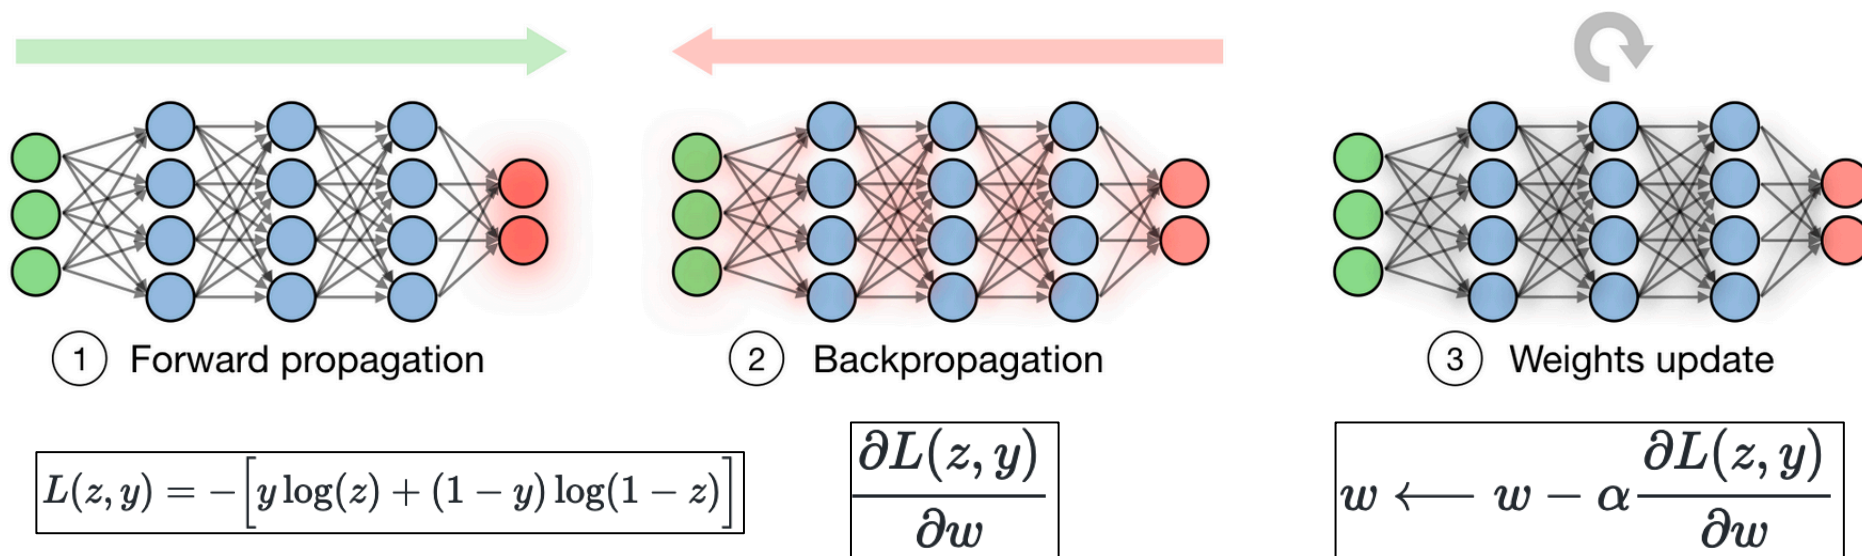 1 Forward propagation
2 Backpropagation
3 Weights update
L(z, y) = −[y log(z) + (1 − y) log(1 − z)]
∂L(z, y)
∂w
w ⟵ w − α ∂L(z, y)
∂w